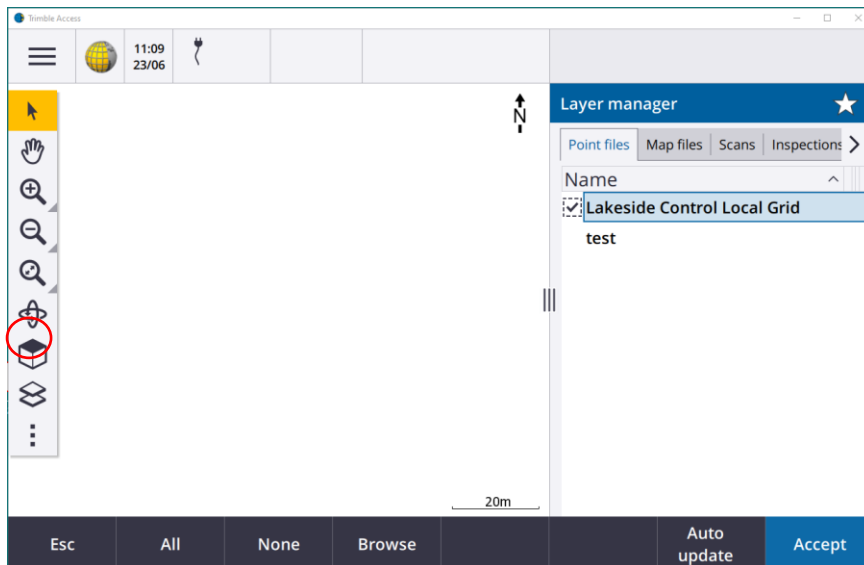 Trimble Access
11:09
23/06
N
Layer manager
Point files
Map files
Scans
Inspections
Name
Lakeside Control Local Grid
test
20m
Esc
All
None
Browse
Auto
update
Accept